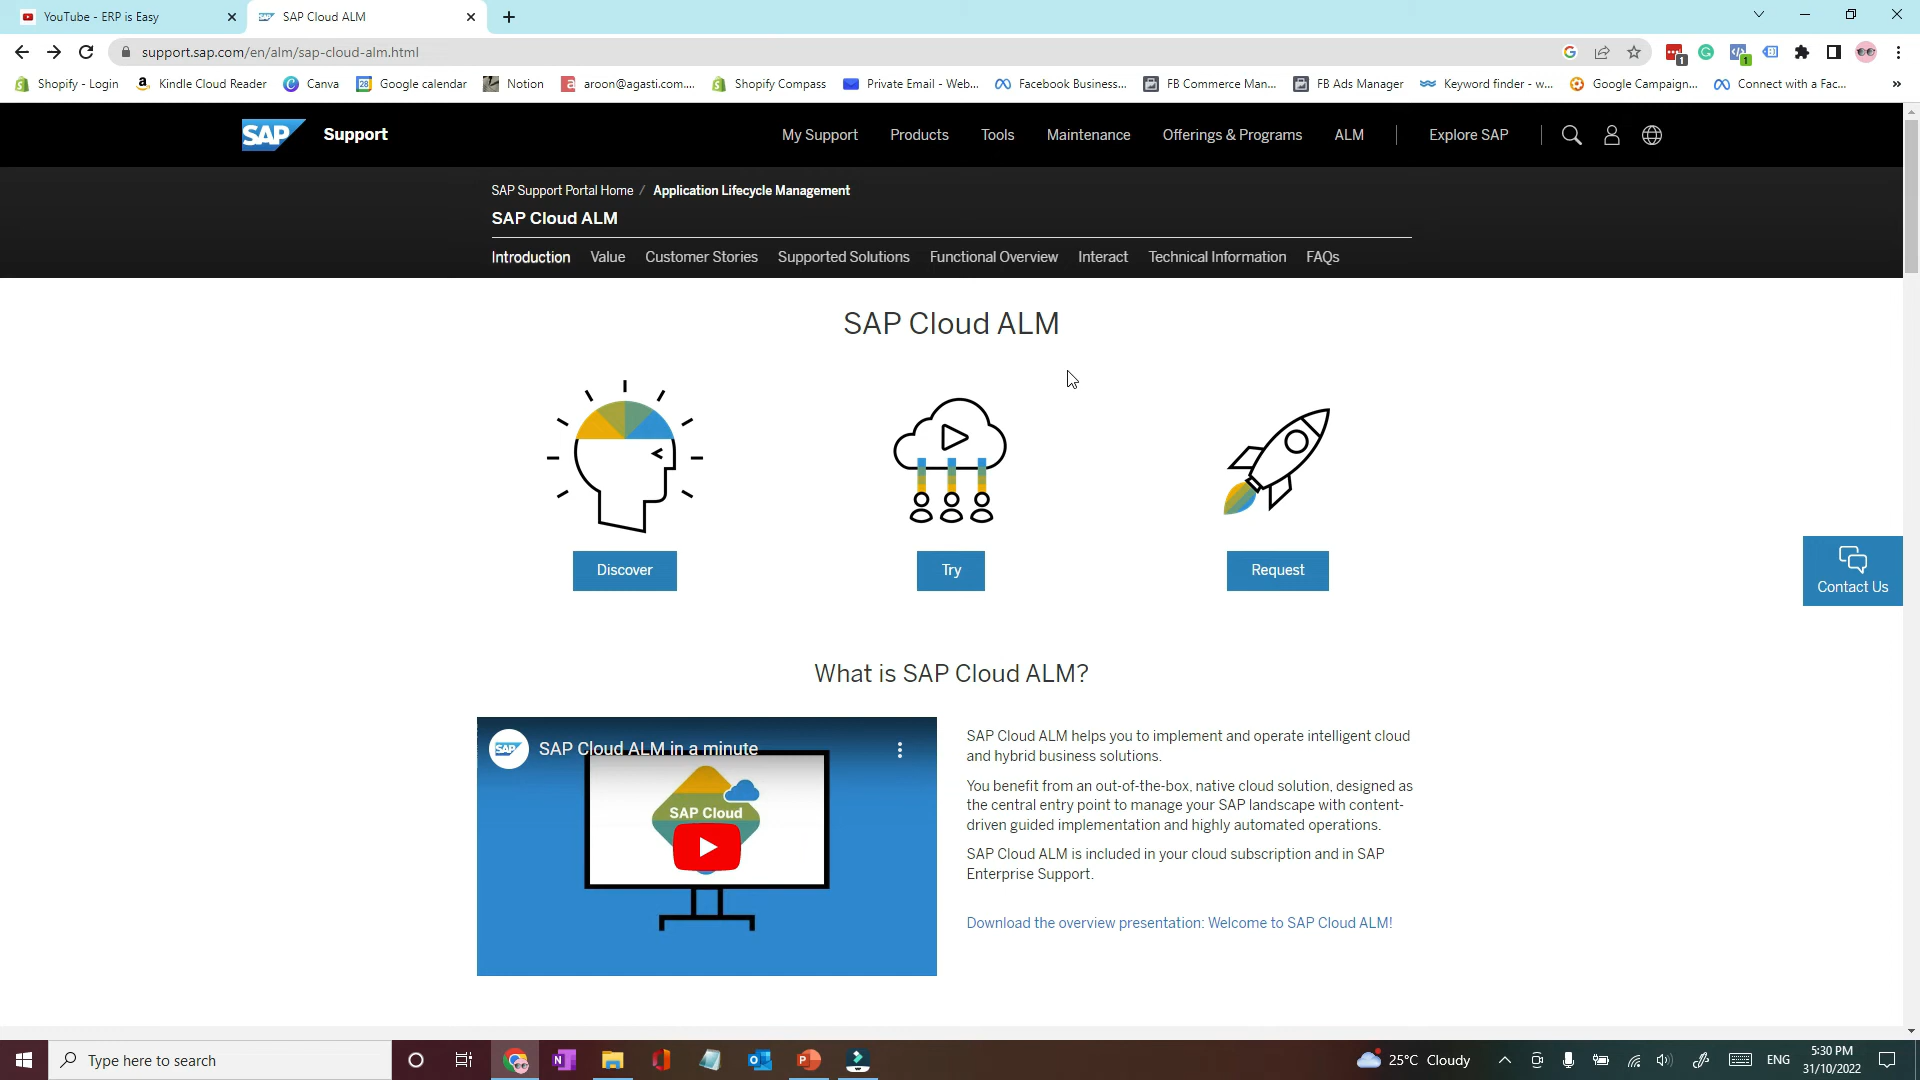 YouTube - ERP is Easy
SAP Cloud ALM
support.sap.com/en/alm/sap-cloud-alm.html
1
1
Shopify - Login
Kindle Cloud Reader
Canva
Google calendar
Notion
aroon@agasti.com....
Shopify Compass
Private Email - Web...
Facebook Business...
FB Commerce Man...
FB Ads Manager
Keyword finder - w...
Google Campaign...
Connect with a Fac...
»
SAP Support
My Support
Products
Tools
Maintenance
Offerings & Programs
ALM
Explore SAP
SAP Support Portal Home / Application Lifecycle Management
SAP Cloud ALM
Introduction
Value
Customer Stories
Supported Solutions
Functional Overview
Interact
Technical Information
FAQs
SAP Cloud ALM
Discover
Try
Request
Contact Us
What is SAP Cloud ALM?
SAP SAP Cloud ALM in a minute
SAP Cloud
SAP Cloud ALM helps you to implement and operate intelligent cloud
and hybrid business solutions.
You benefit from an out-of-the-box, native cloud solution, designed as
the central entry point to manage your SAP landscape with content-
driven guided implementation and highly automated operations.
SAP Cloud ALM is included in your cloud subscription and in SAP
Enterprise Support.
Download the overview presentation: Welcome to SAP Cloud ALM!
Type here to search
25°C Cloudy
ENG
5:30 PM
31/10/2022